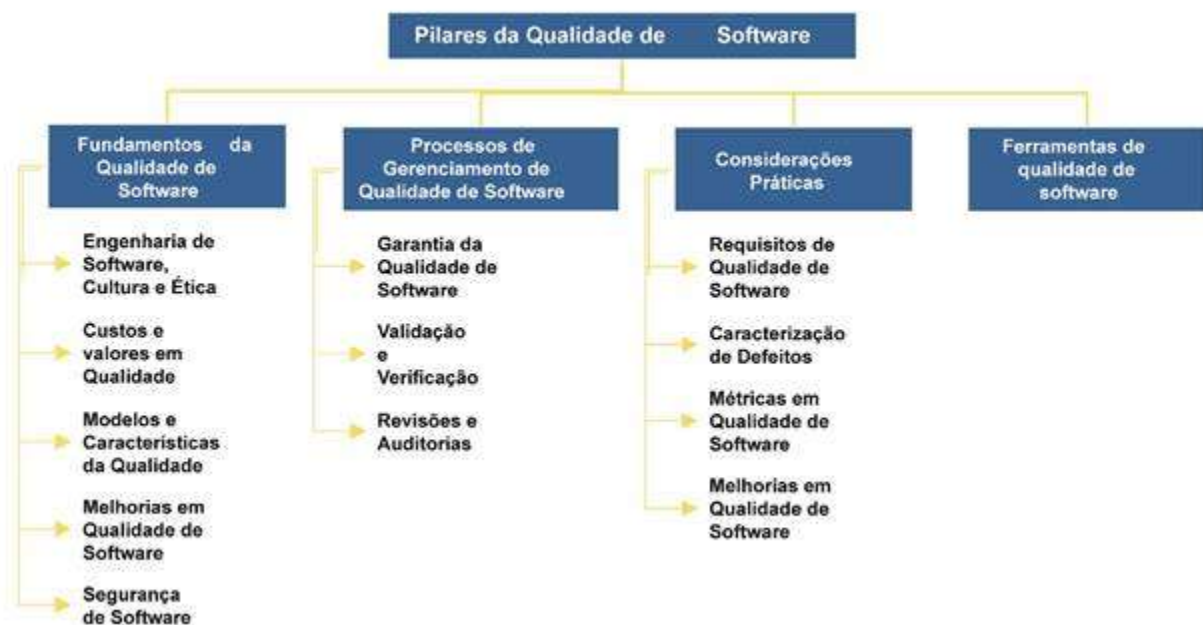 Pilares da Qualidade de Software
Fundamentos da
Qualidade de
Software
Engenharia de
Software,
Cultura e Ética
Custos e
valores em
Qualidade
Modelos e
Características
da Qualidade
Melhorias em
Qualidade de
Software
Segurança
de Software
Processos de
Gerenciamento de
Qualidade de Software
Garantia da
Qualidade de
Software
Validação
e
Verificação
Revisões e
Auditorias
Considerações
Práticas
Requisitos de
Qualidade de
Software
Caracterização
de Defeitos
Métricas em
Qualidade de
Software
Melhorias em
Qualidade de
Software
Ferramentas de
qualidade de
software